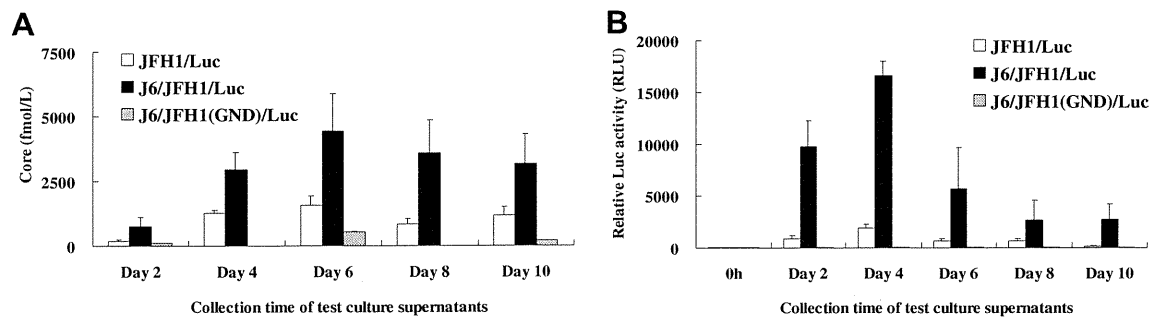 A
7500
5000
2500
0
Core (fmol/L)
JFH1/Luc
J6/JFH1/Luc
J6/JFH1(GND)/Luc
Day 2 Day 4 Day 6 Day 8 Day 10
Collection time of test culture supernatants
B
20000
15000
10000
5000
0
Relative Luc activity (RLU)
JFH1/Luc
J6/JFH1/Luc
J6/JFH1(GND)/Luc
0h Day 2 Day 4 Day 6 Day 8 Day 10
Collection time of test culture supernatants